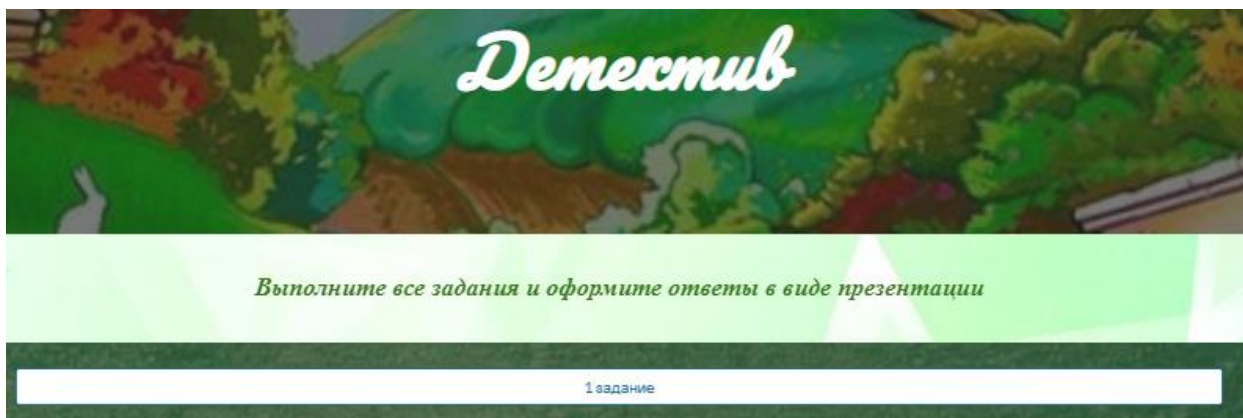 Детектив
Выполните все задания и оформите ответы в виде презентации
1 задание